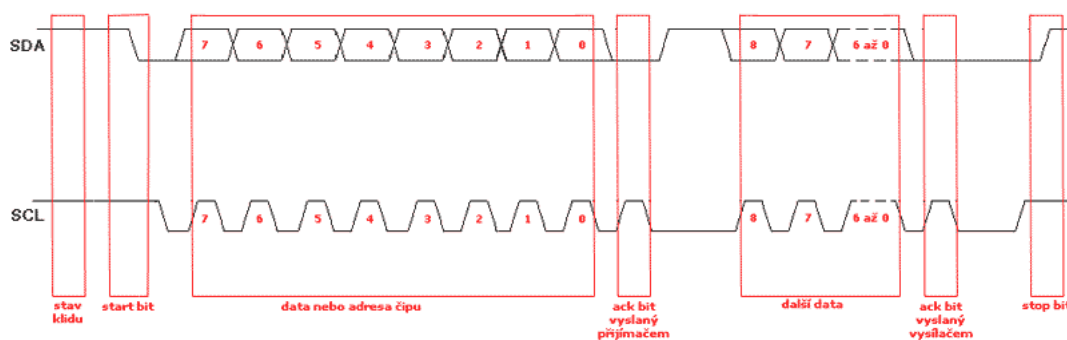 SDA
7 6 5 4 3 2 1 0
8 7 6 až 0
SCL
7 6 5 4 3 2 1 0
8 7 6 až 0
stav
klidu
start bit
data nebo adresa čipu
ack bit
vyslaný
přijímačem
další data
ack bit
vyslaný
vysílačem
stop bit